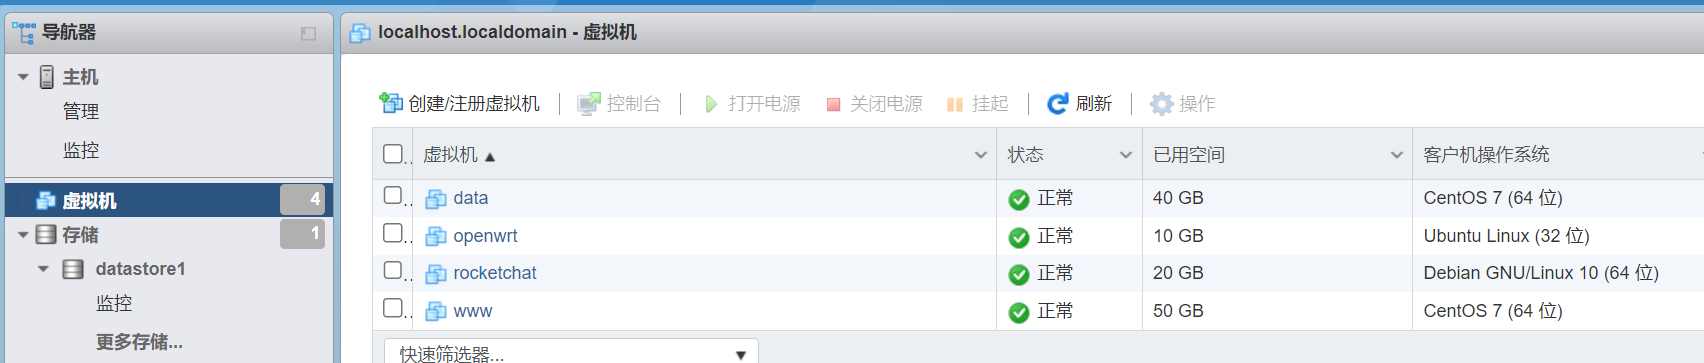 导航器
主机
管理
监控
虚拟机 4
存储 1
datastore1
监控
更多存储...
localhost.localdomain - 虚拟机
创建/注册虚拟机 控制台 打开电源 关闭电源 挂起 刷新 操作
虚拟机 ▲ 状态 已用空间 客户机操作系统
data 正常 40 GB CentOS 7 (64 位)
openwrt 正常 10 GB Ubuntu Linux (32 位)
rocketchat 正常 20 GB Debian GNU/Linux 10 (64 位)
www 正常 50 GB CentOS 7 (64 位)
快速筛选器...